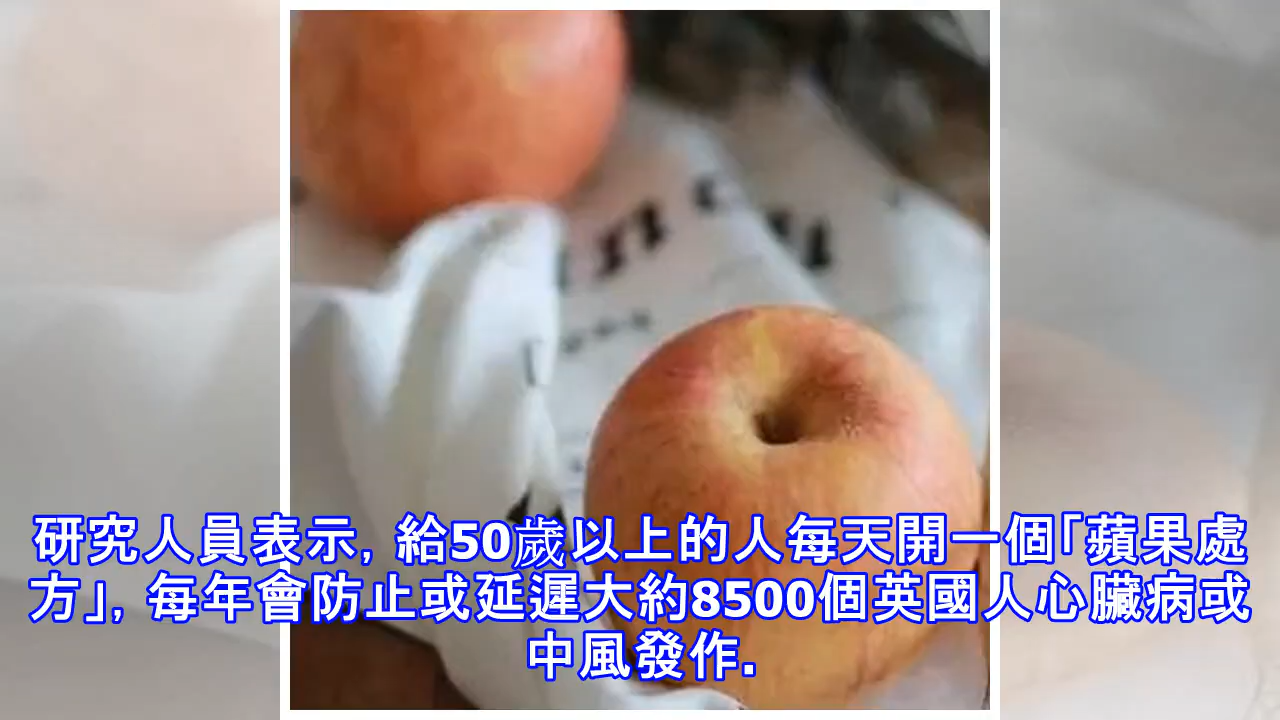 研究人員表示, 給50歲以上的人每天開一個「蘋果處
方」, 每年會防止或延遲大約8500個英國人心臟病或
中風發作.